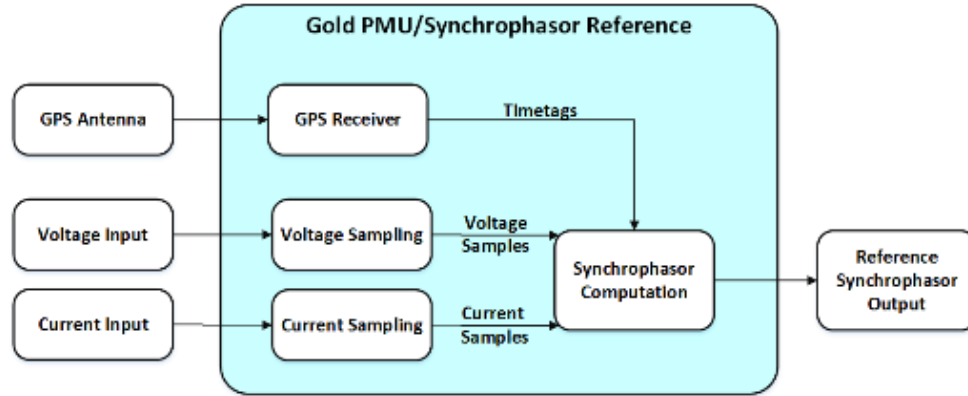 Gold PMU/Synchrophasor Reference
GPS Antenna
GPS Receiver
TImetags
Voltage Input
Voltage Sampling
Voltage
Samples
Synchrophasor
Computation
Reference
Synchrophasor
Output
Current Input
Current Sampling
Current
Samples